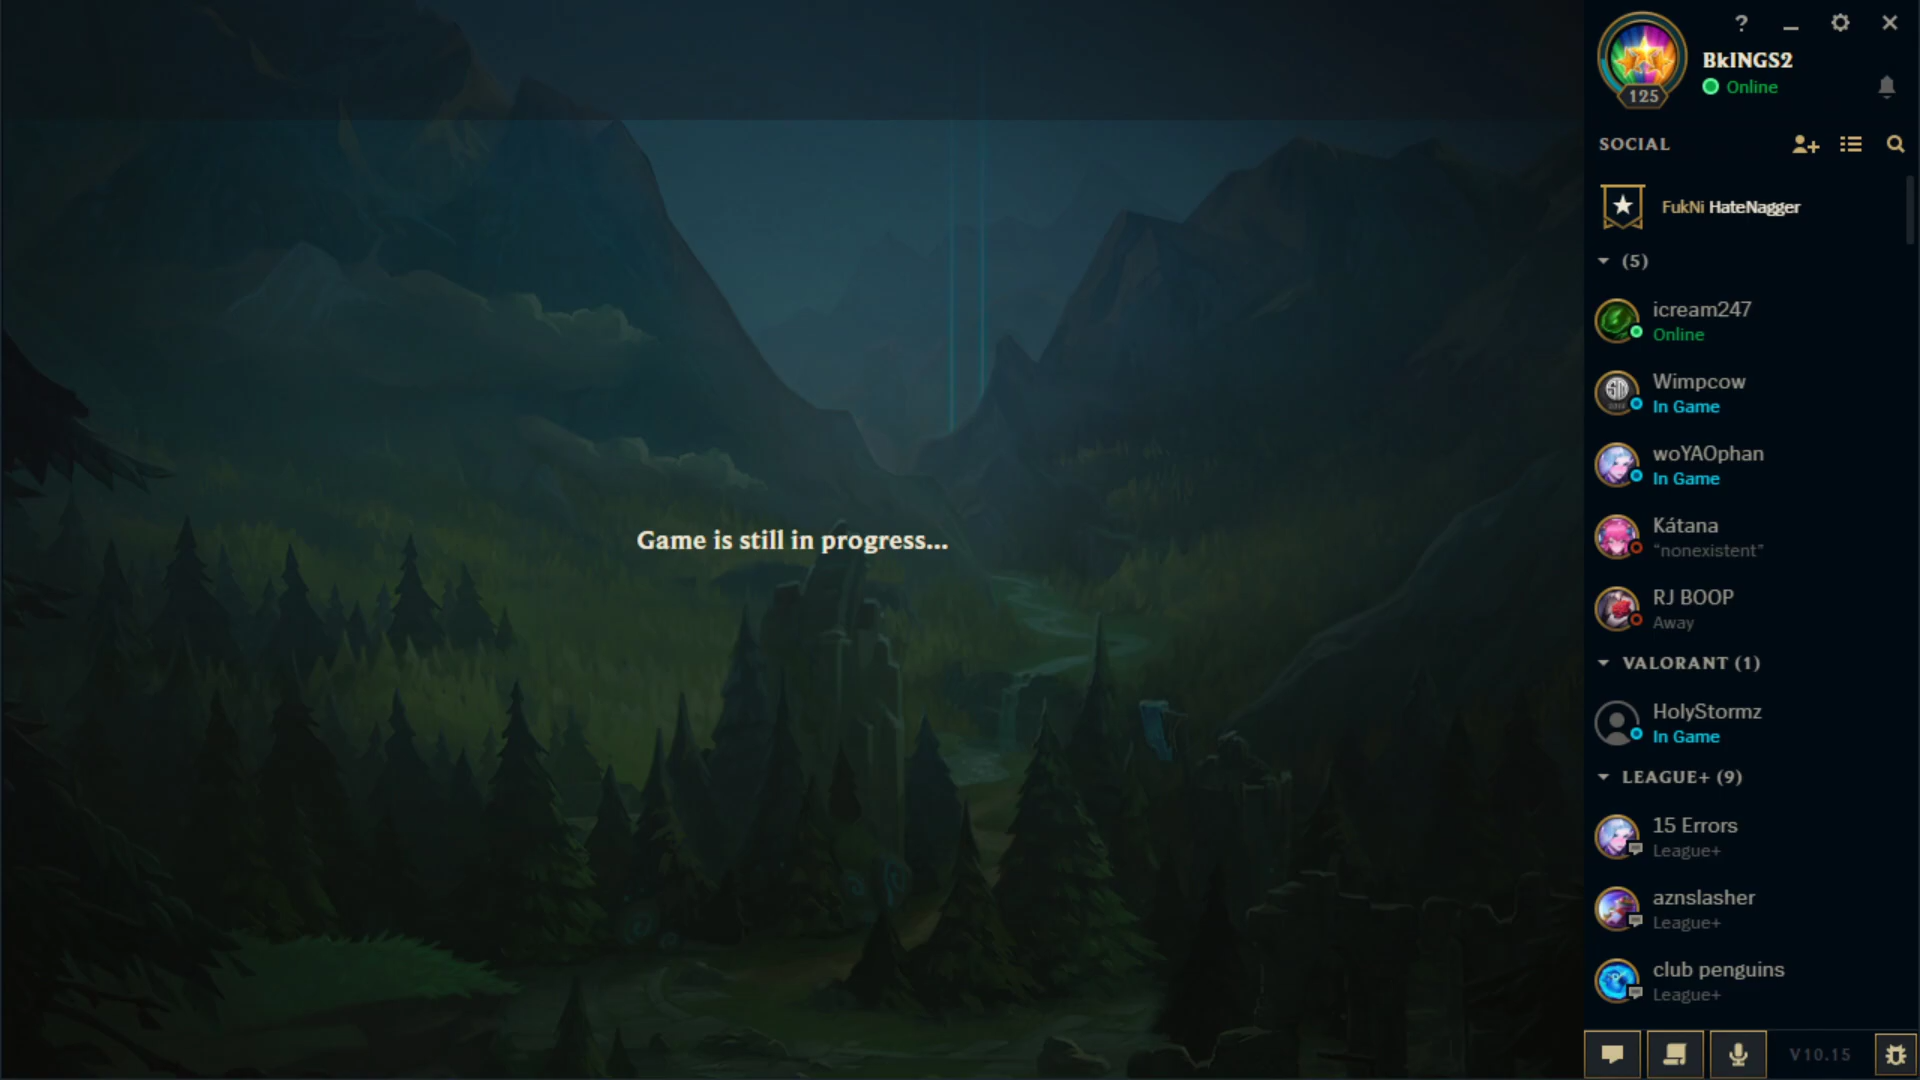 ?
BkINGS2
125
Online
SOCIAL
FukNi HateNagger
(5)
icream247
Online
Wimpcow
In Game
woYAOphan
In Game
Kátana
“nonexistent”
RJ BOOP
Away
VALORANT (1)
HolyStormz
In Game
LEAGUE+ (9)
15 Errors
League+
aznslasher
League+
club penguins
League+
V10.15
Game is still in progress...